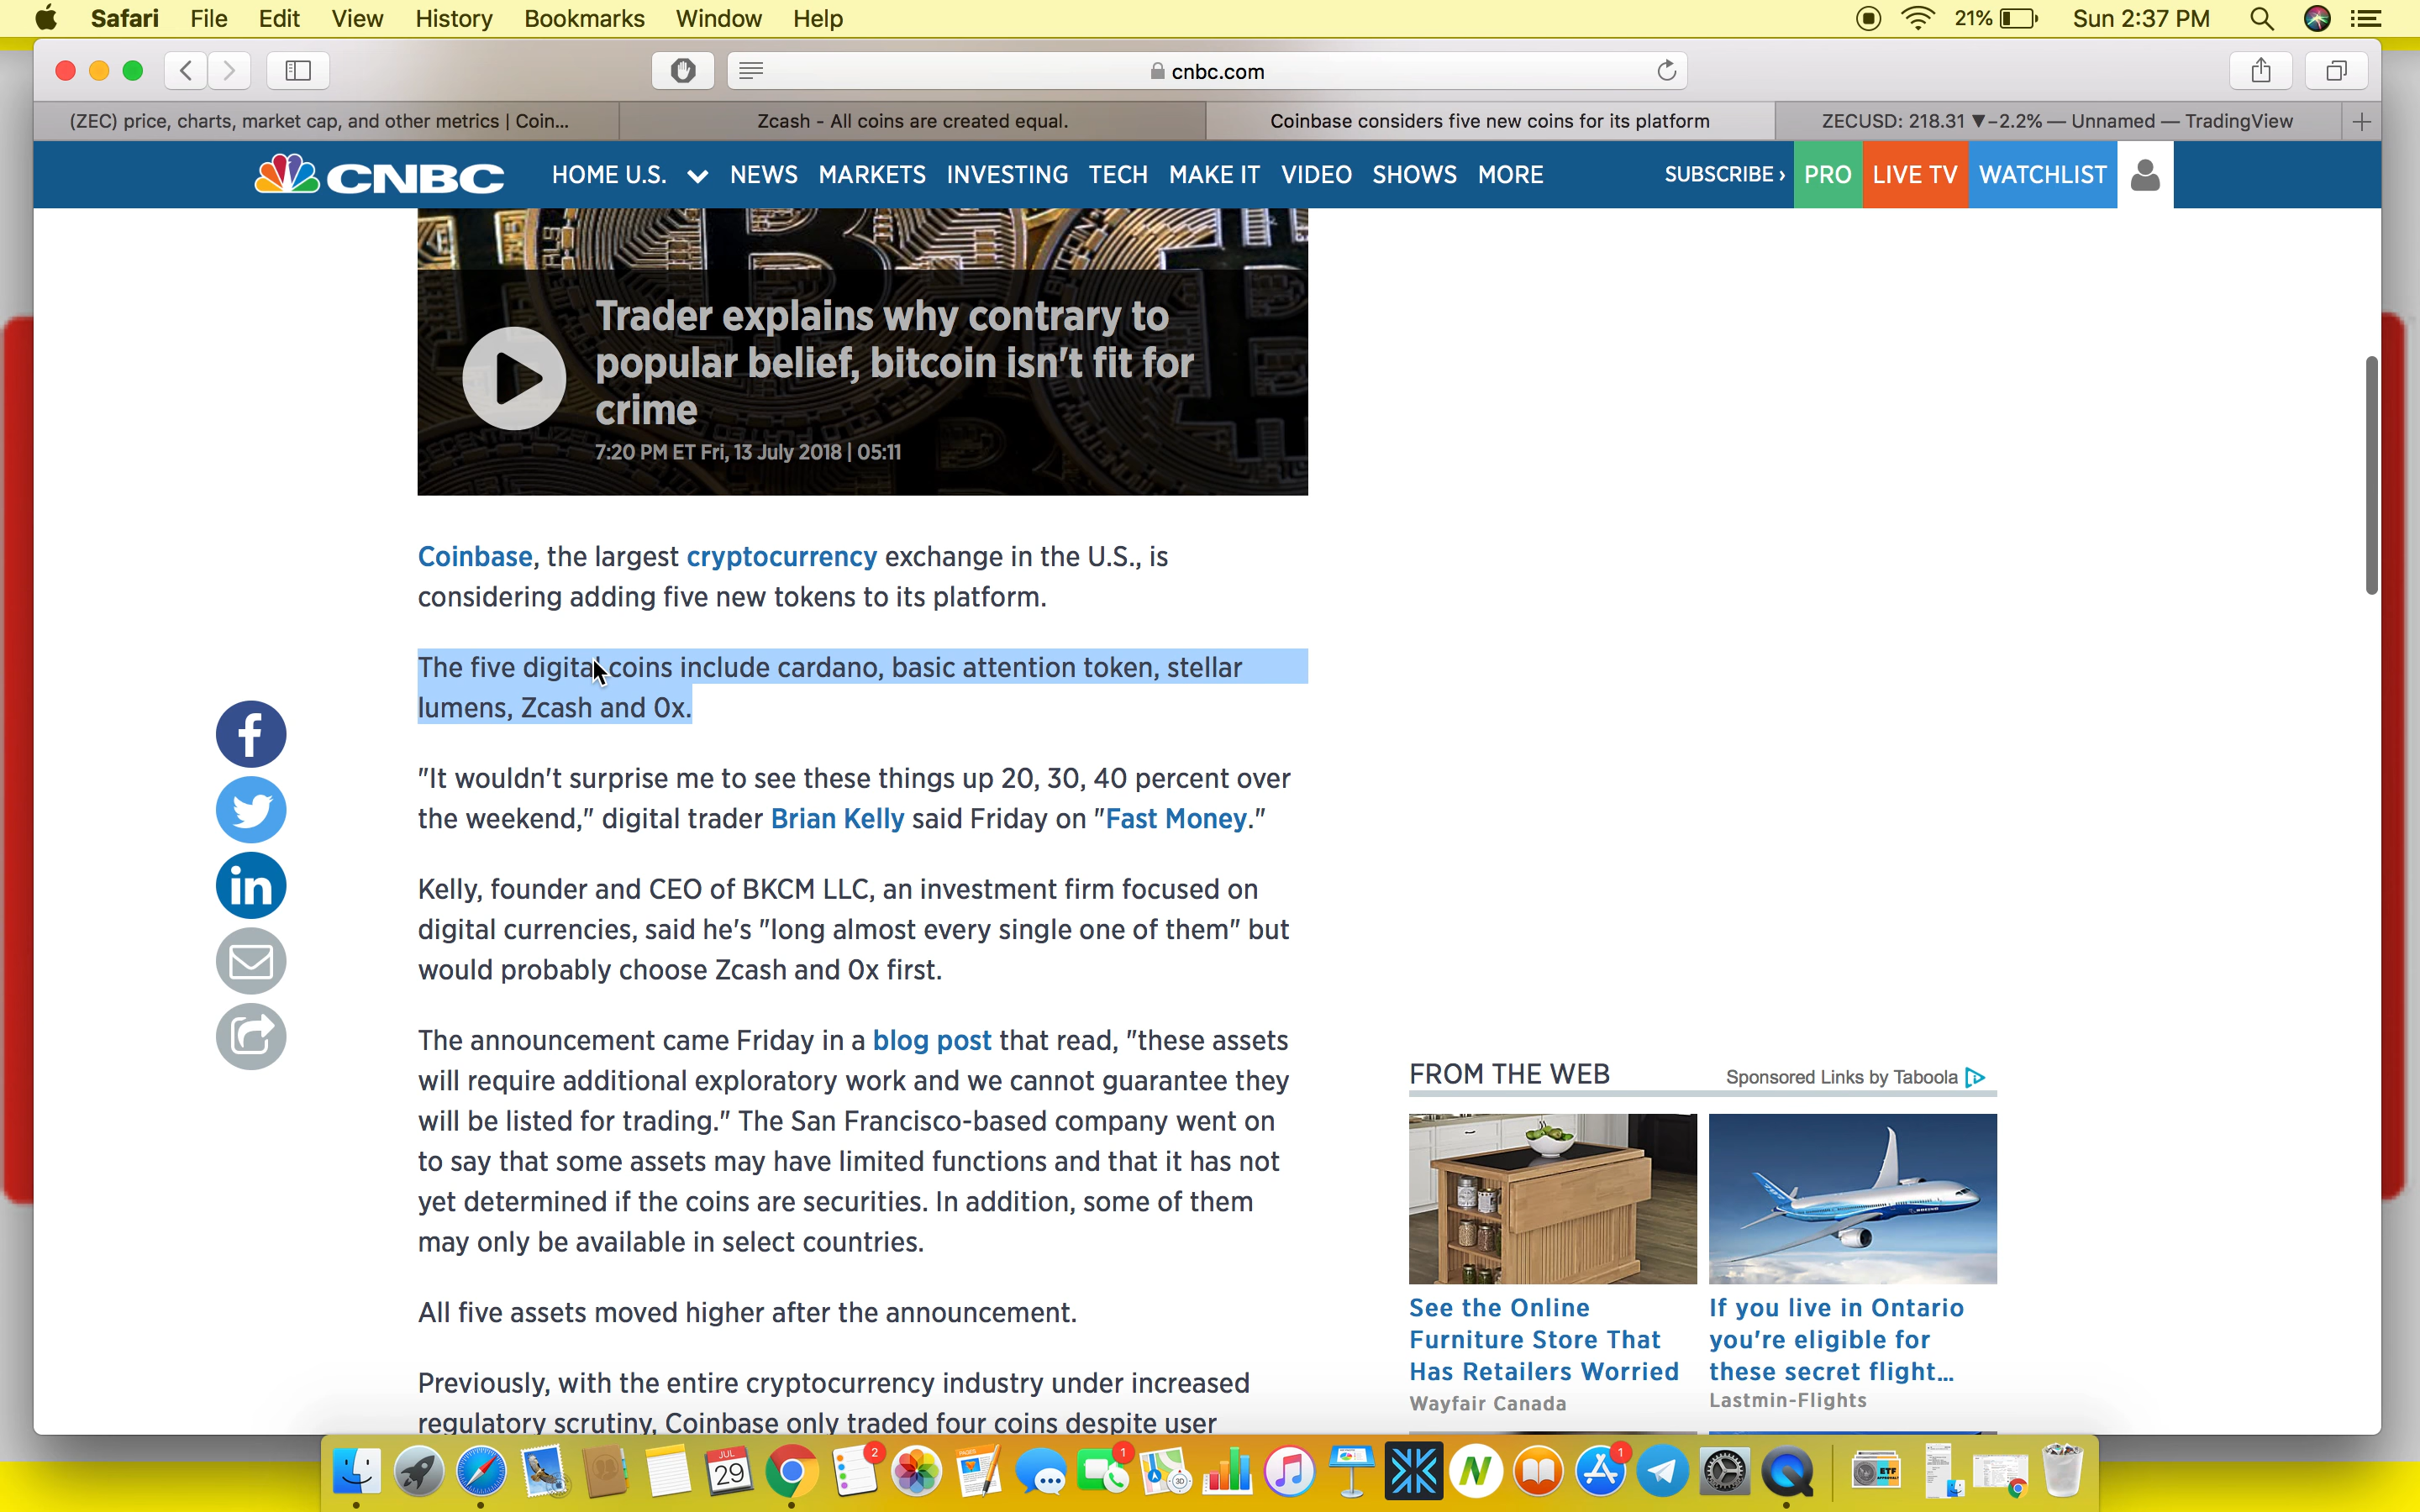 Safari File Edit View History Bookmarks Window Help
21% Sun 2:37 PM
cnbc.com
(ZEC) price, charts, market cap, and other metrics | Coin...
Zcash - All coins are created equal.
Coinbase considers five new coins for its platform
ZECUSD: 218.31 ▼−2.2% — Unnamed — TradingView
CNBC HOME U.S. NEWS MARKETS INVESTING TECH MAKE IT VIDEO SHOWS MORE SUBSCRIBE › PRO LIVE TV WATCHLIST
Trader explains why contrary to
popular belief, bitcoin isn't fit for
crime
7:20 PM ET Fri, 13 July 2018 | 05:11
Coinbase, the largest cryptocurrency exchange in the U.S., is
considering adding five new tokens to its platform.
The five digital coins include cardano, basic attention token, stellar
lumens, Zcash and 0x.
"It wouldn't surprise me to see these things up 20, 30, 40 percent over
the weekend," digital trader Brian Kelly said Friday on "Fast Money."
Kelly, founder and CEO of BKCM LLC, an investment firm focused on
digital currencies, said he's "long almost every single one of them" but
would probably choose Zcash and 0x first.
The announcement came Friday in a blog post that read, "these assets
will require additional exploratory work and we cannot guarantee they
will be listed for trading." The San Francisco-based company went on
to say that some assets may have limited functions and that it has not
yet determined if the coins are securities. In addition, some of them
may only be available in select countries.
All five assets moved higher after the announcement.
Previously, with the entire cryptocurrency industry under increased
regulatory scrutiny, Coinbase only traded four coins despite user
FROM THE WEB
Sponsored Links by Taboola
See the Online
Furniture Store That
Has Retailers Worried
Wayfair Canada
If you live in Ontario
you're eligible for
these secret flight...
Lastmin-Flights
JUL
29
2
PAGES
1
3D
1
ETF